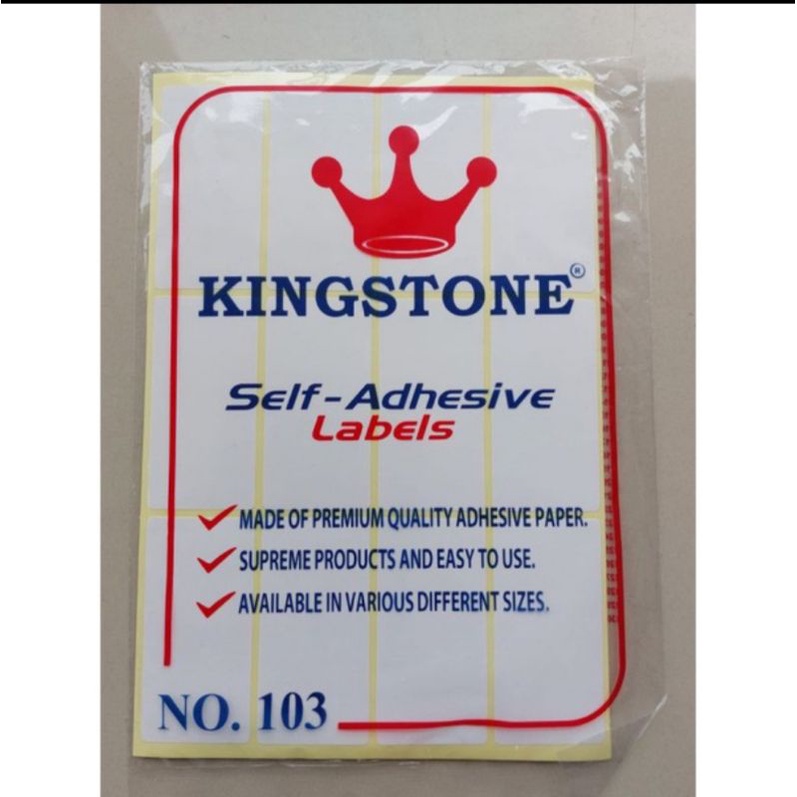 KINGSTONE®
Self-Adhesive
Labels
MADE OF PREMIUM QUALITY ADHESIVE PAPER.
SUPREME PRODUCTS AND EASY TO USE.
AVAILABLE IN VARIOUS DIFFERENT SIZES.
NO. 103